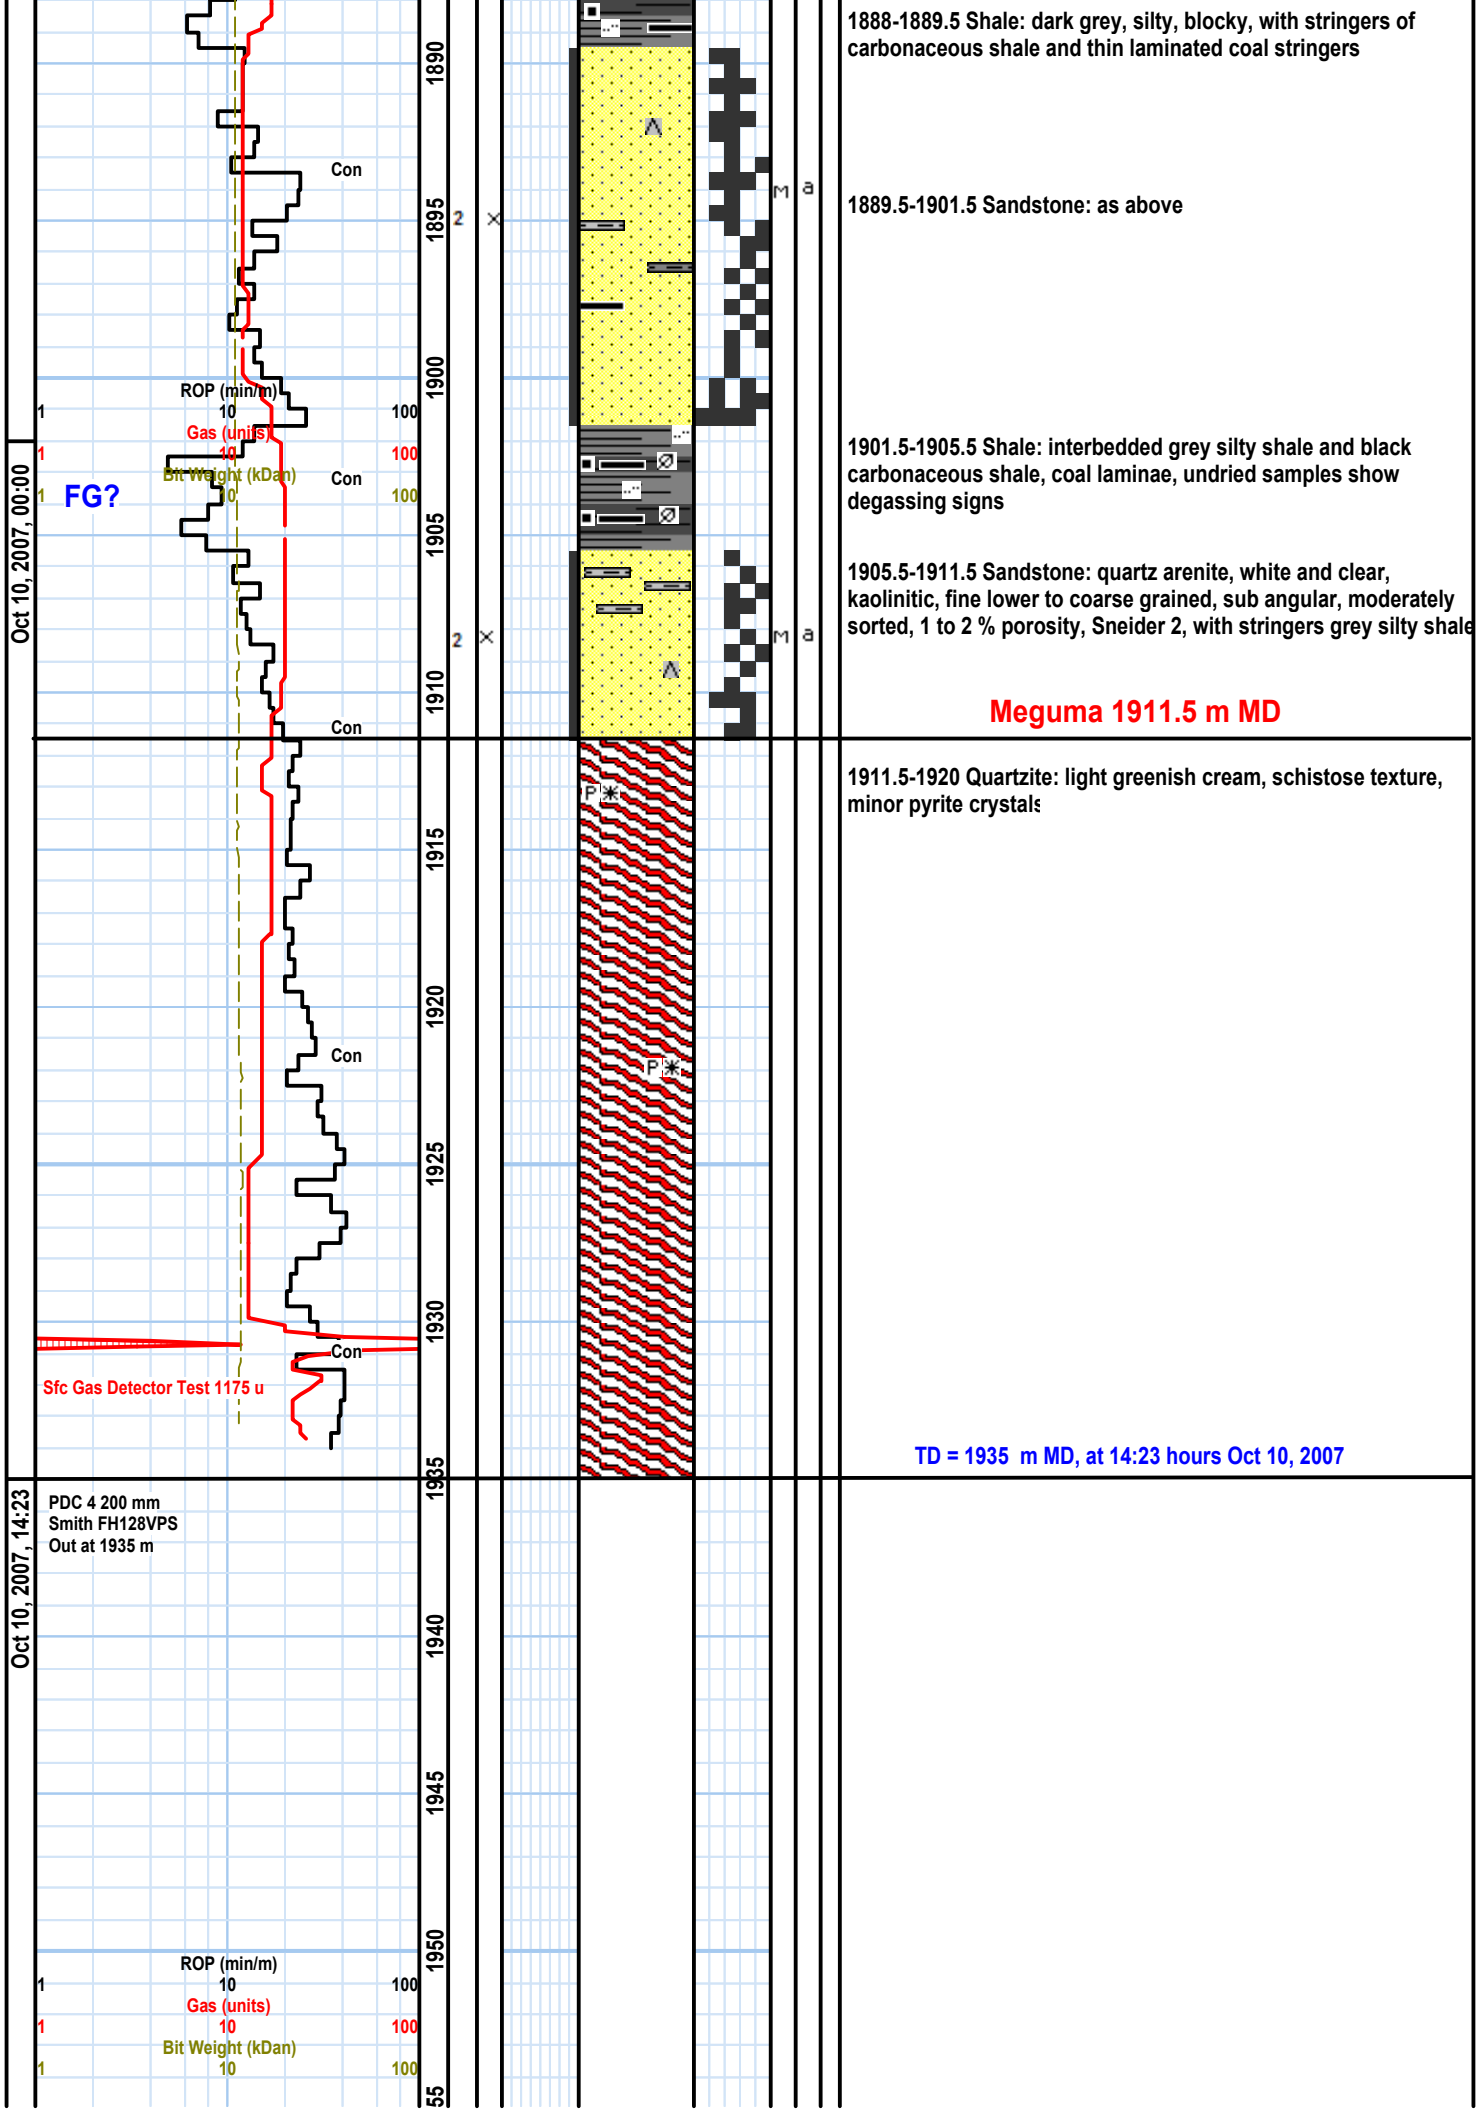 1888-1889.5 Shale: dark grey, silty, blocky, with stringers of
carbonaceous shale and thin laminated coal stringers
1890
Con
M a
1889.5-1901.5 Sandstone: as above
1895
2 ×
1900
ROP (min/m)
1 10 100
Gas (units)
1 10 100
Bit Weight (kDan)
1 10 100
Con
FG?
Oct 10, 2007, 00:00
1901.5-1905.5 Shale: interbedded grey silty shale and black
carbonaceous shale, coal laminae, undried samples show
degassing signs
1905
1905.5-1911.5 Sandstone: quartz arenite, white and clear,
kaolinitic, fine lower to coarse grained, sub angular, moderately
sorted, 1 to 2 % porosity, Sneider 2, with stringers grey silty shale
2 ×
M a
1910
Meguma 1911.5 m MD
Con
1911.5-1920 Quartzite: light greenish cream, schistose texture,
minor pyrite crystals
P
1915
1920
Con
P
1925
1930
Con
Sfc Gas Detector Test 1175 u
TD = 1935 m MD, at 14:23 hours Oct 10, 2007
1935
Oct 10, 2007, 14:23
PDC 4 200 mm
Smith FH128VPS
Out at 1935 m
1940
1945
1950
ROP (min/m)
1 10 100
Gas (units)
1 10 100
Bit Weight (kDan)
1 10 100
55